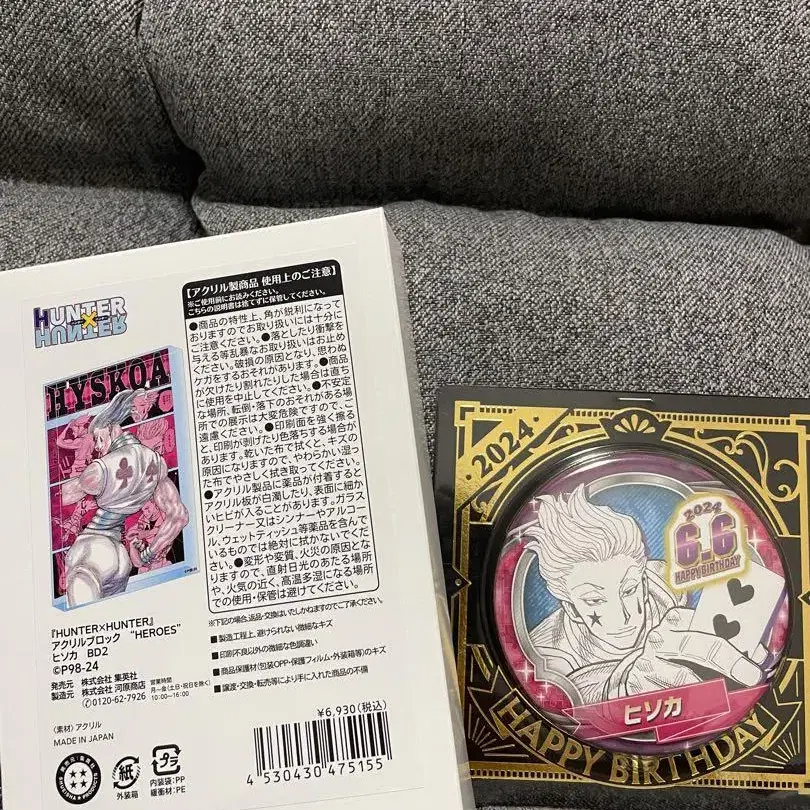 HUNTER
×
HUNTER
HYSKOA
【アクリル製商品 使用上のご注意】
※ご使用前にお読みください。
こちらの説明書は捨てずに保管してください。
●商品の特性上、角が鋭利になって
おりますのでお取り扱いには十分に
ご注意ください。●落としたり衝撃を
与える等乱暴なお取り扱いはお止め
ください。破損の原因となり、思わぬ
ケガをするおそれがあります。●商品
が欠けたり割れたりした場合は直ち
に使用を中止してください。●不安定
な場所、転倒・落下のおそれがある場
所での展示は大変危険ですので、ご
遠慮ください。●印刷面を強く擦る
と、印刷が剥げたり色落ちする場合が
あります。乾いた布で拭くと、キズの
原因になりますので、やわらかい湿っ
た布でやさしく拭き取ってください。
●アクリル製品に薬品が付着すると
アクリル板が白濁したり、表面に細か
いヒビが入ることがあります。ガラス
クリーナー又はシンナーやアルコー
ル、ウェットティッシュ等薬品を含んで
いるものでは絶対に拭かないでくだ
さい。●変形や変質、火災の原因とな
りますので、直射日光のあたる場所
や、火気の近く、高温多湿になる場所
での使用・保管は避けてください。
※下記の場合、返品・交換はいたしかねますのでご了承ください。
■製造工程上、避けられない微細なキズ
■印刷不良以外の微細な色調違い
■商品保護材(包装OPP・保護フィルム・外装箱等)のキズ
■譲渡・交換・転売等により手に入れた商品の不備
『HUNTER×HUNTER』
アクリルブロック “HEROES”
ヒソカ BD2
©P98-24
発売元 株式会社 集英社
販売元 株式会社 河原商店
✆0120-62-7926
営業時間
月〜金(土日・祝日を除く)
10:00〜16:00
(素材)アクリル
MADE IN JAPAN
紙
外装箱
プラ
内装袋:PP
緩衝材:PE
¥6,930(税込)
4 530430 475155
2024
2024
6.6
HAPPY BIRTHDAY
ヒソカ
HAPPY BIRTHDAY